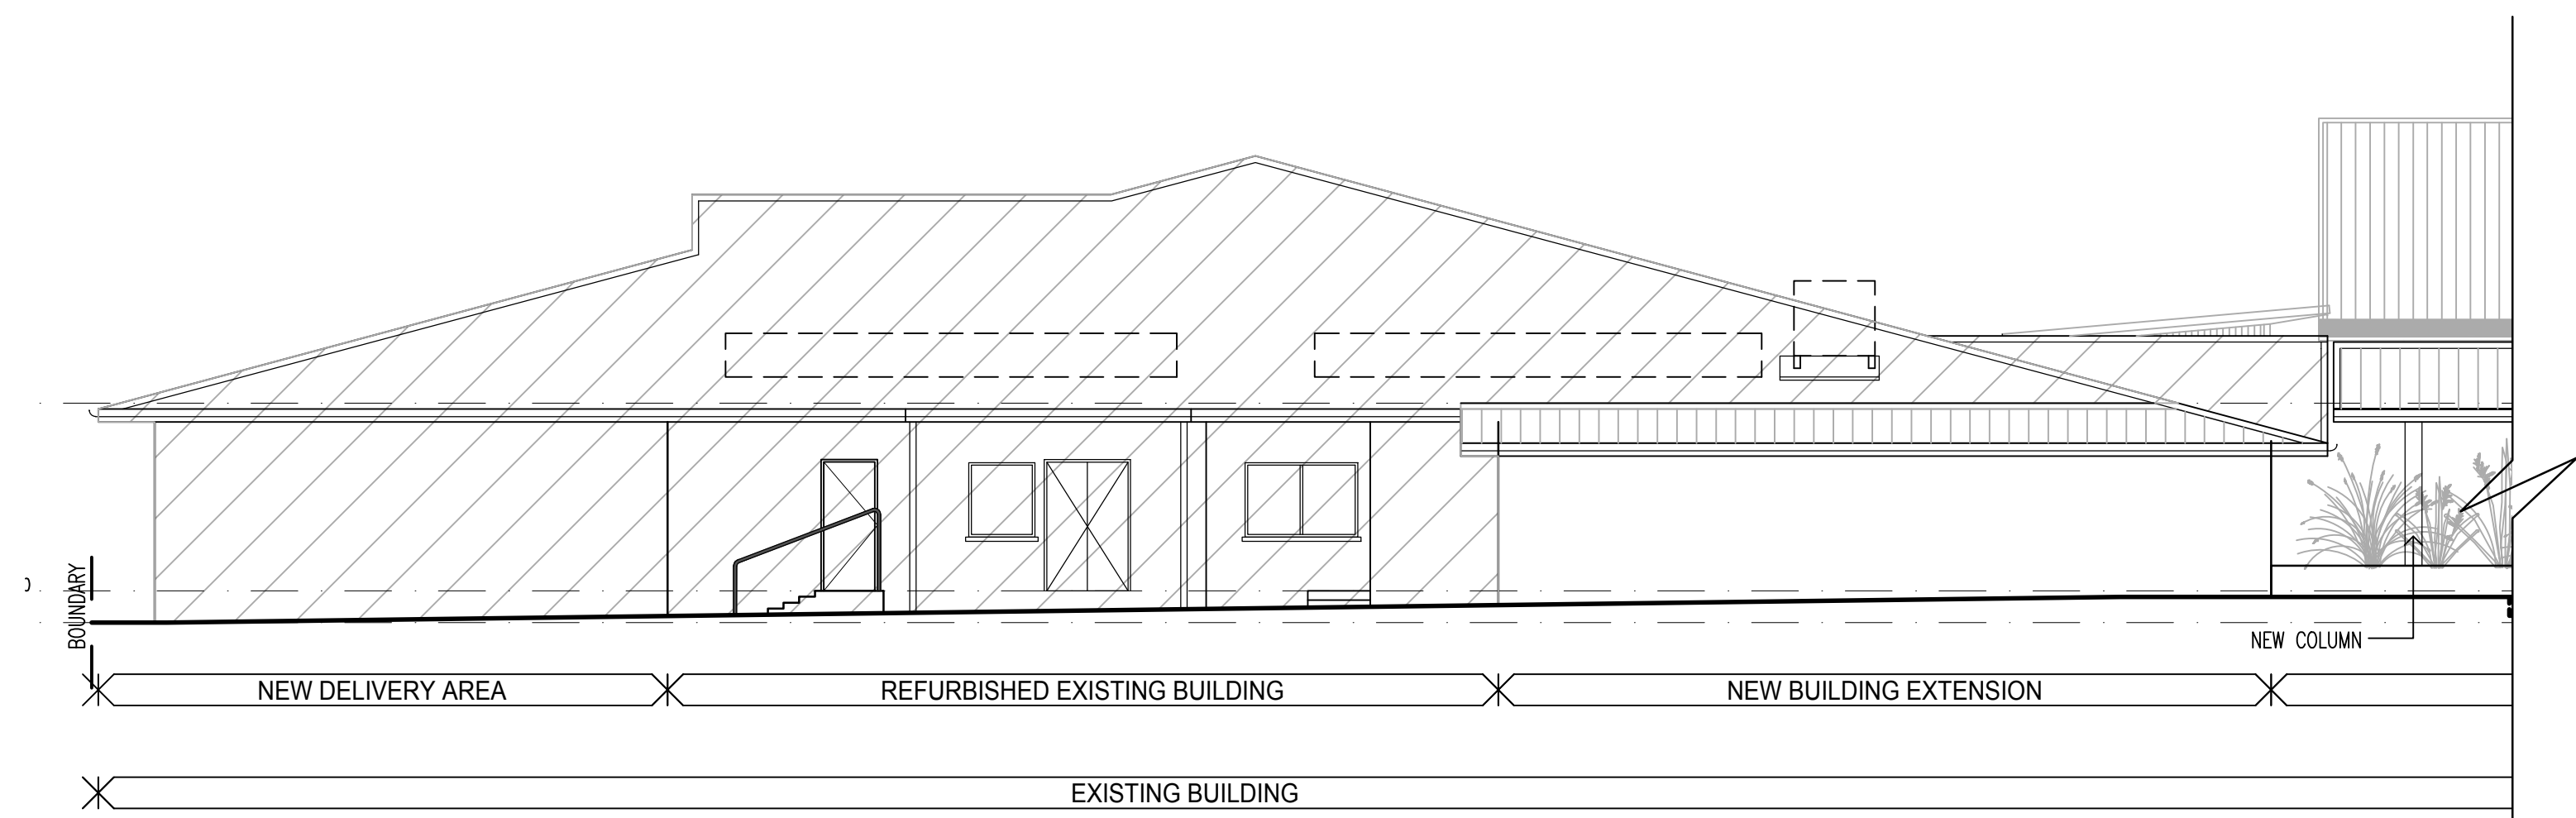 BOUNDARY
NEW COLUMN
NEW DELIVERY AREA
REFURBISHED EXISTING BUILDING
NEW BUILDING EXTENSION
EXISTING BUILDING